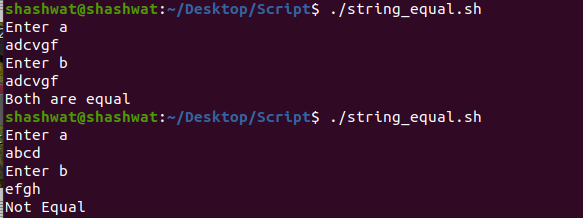 shashwat@shashwat:~/Desktop/Script$ ./string_equal.sh
Enter a
adcvgf
Enter b
adcvgf
Both are equal
shashwat@shashwat:~/Desktop/Script$ ./string_equal.sh
Enter a
abcd
Enter b
efgh
Not Equal